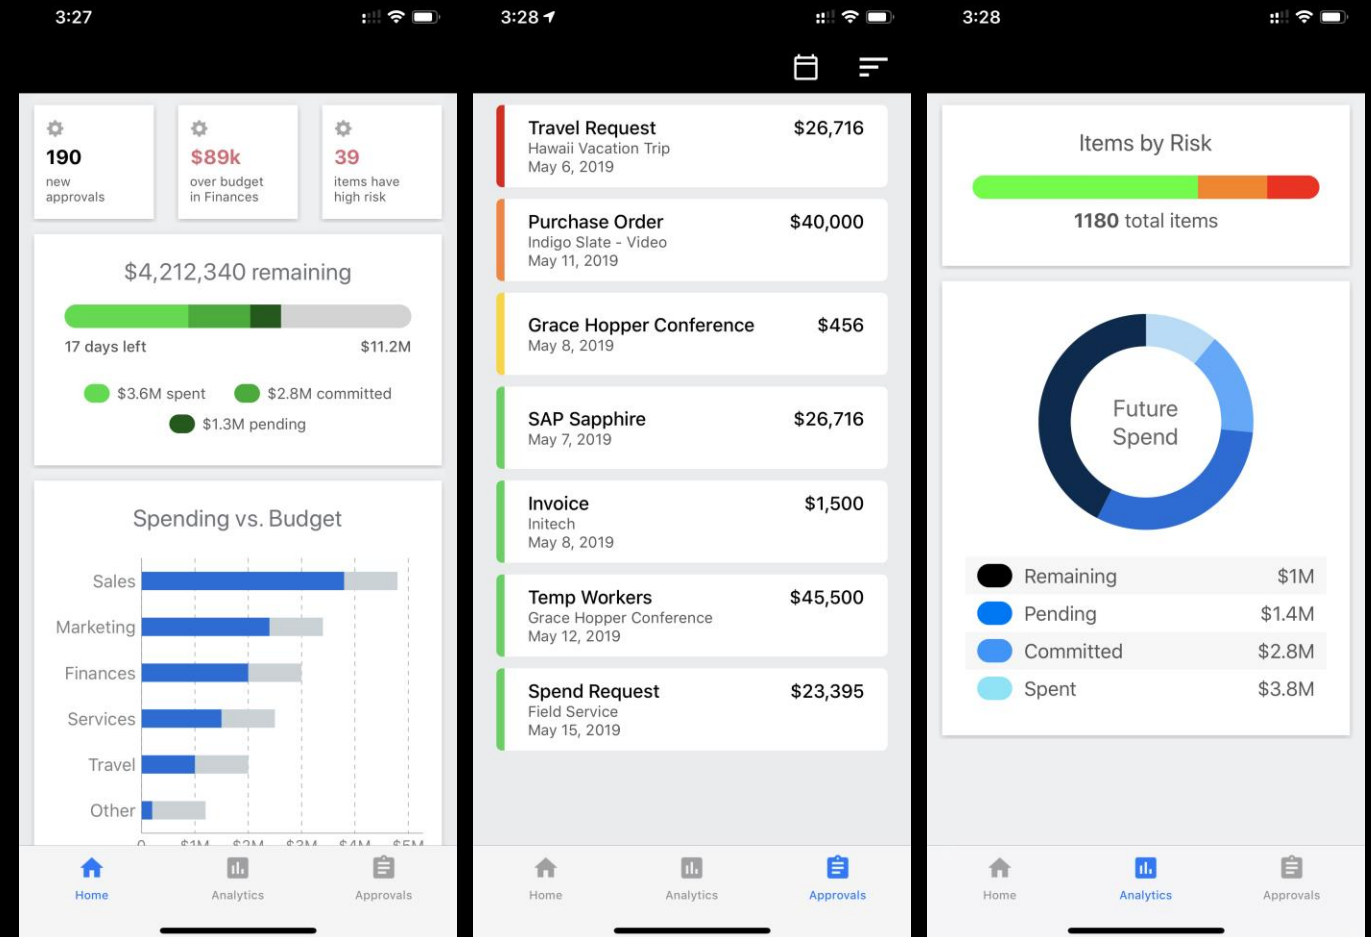 3:27
190
new
approvals
$89k
over budget
in Finances
39
items have
high risk
$4,212,340 remaining
17 days left
$11.2M
$3.6M spent
$2.8M committed
$1.3M pending
Spending vs. Budget
Sales
Marketing
Finances
Services
Travel
Other
0 $1M $2M $3M $4M $5M
Home
Analytics
Approvals
3:28
Travel Request
$26,716
Hawaii Vacation Trip
May 6, 2019
Purchase Order
$40,000
Indigo Slate - Video
May 11, 2019
Grace Hopper Conference
$456
May 8, 2019
SAP Sapphire
$26,716
May 7, 2019
Invoice
$1,500
Initech
May 8, 2019
Temp Workers
$45,500
Grace Hopper Conference
May 12, 2019
Spend Request
$23,395
Field Service
May 15, 2019
Home
Analytics
Approvals
3:28
Items by Risk
1180 total items
Future
Spend
Remaining
$1M
Pending
$1.4M
Committed
$2.8M
Spent
$3.8M
Home
Analytics
Approvals